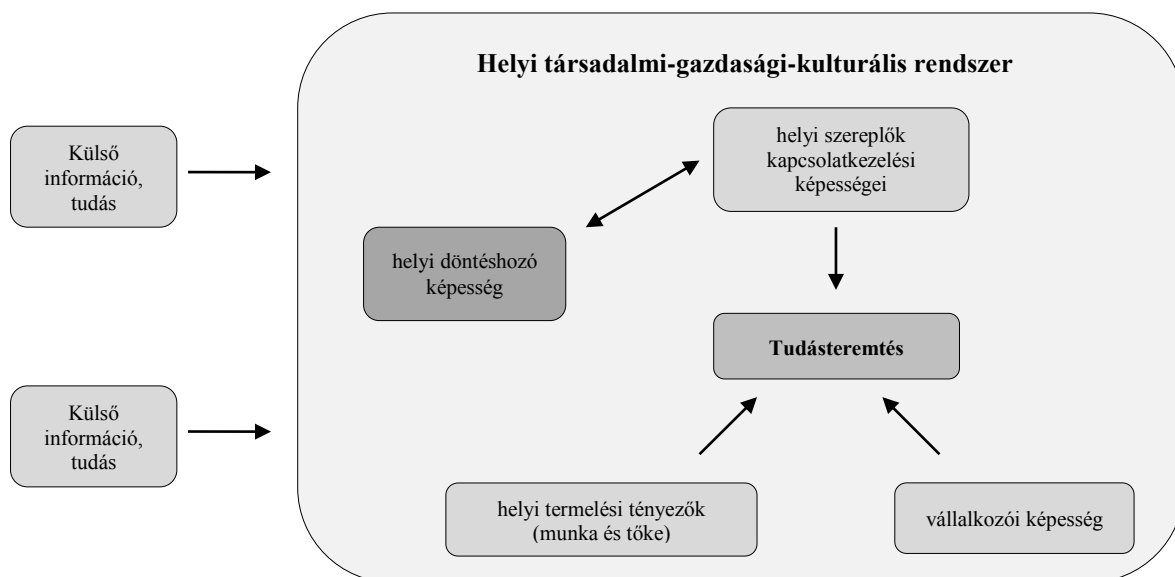 Helyi társadalmi-gazdasági-kulturális rendszer
Külső
információ,
tudás
helyi szereplők
kapcsolatkezelési
képességei
helyi döntéshozó
képesség
Tudásteremtés
Külső
információ,
tudás
helyi termelési tényezők
(munka és tőke)
vállalkozói képesség